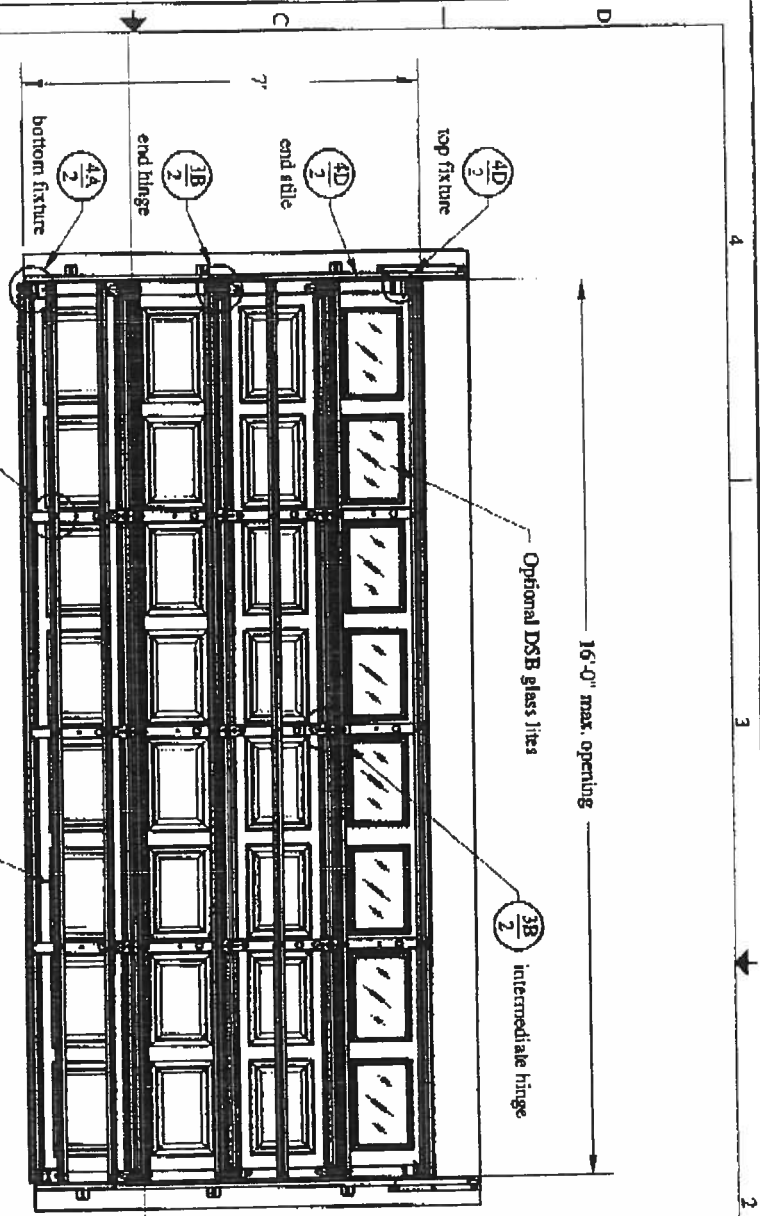 4
3
2
D
C
16'-0" max. opening
7'
Optional DSB glass lites
4D
2
top fixture
4D
2
end stile
3B
2
end hinge
4A
2
bottom fixture
3B
2
intermediate hinge